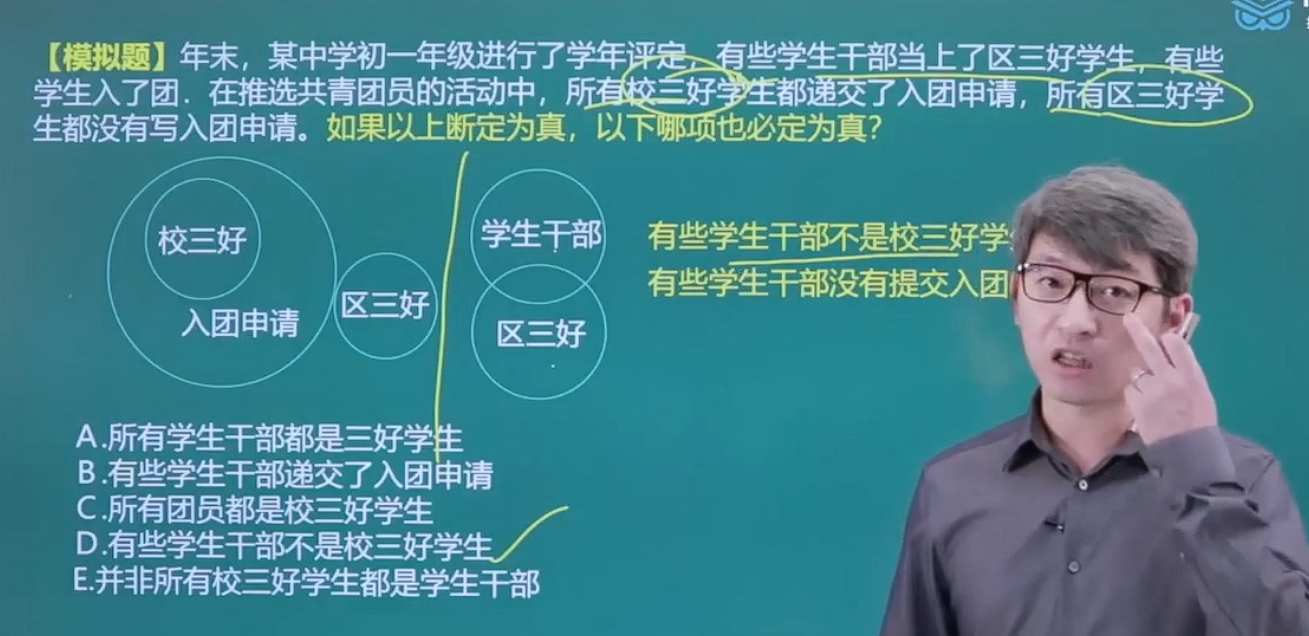 【模拟题】年末，某中学初一年级进行了学年评定，有些学生干部当上了区三好学生，有些
学生入了团．在推选共青团员的活动中，所有校三好学生都递交了入团申请，所有区三好学
生都没有写入团申请。如果以上断定为真，以下哪项也必定为真？
校三好
入团申请
区三好
学生干部
区三好
有些学生干部不是校三好学
有些学生干部没有提交入团
A.所有学生干部都是三好学生
B.有些学生干部递交了入团申请
C.所有团员都是校三好学生
D.有些学生干部不是校三好学生
E.并非所有校三好学生都是学生干部